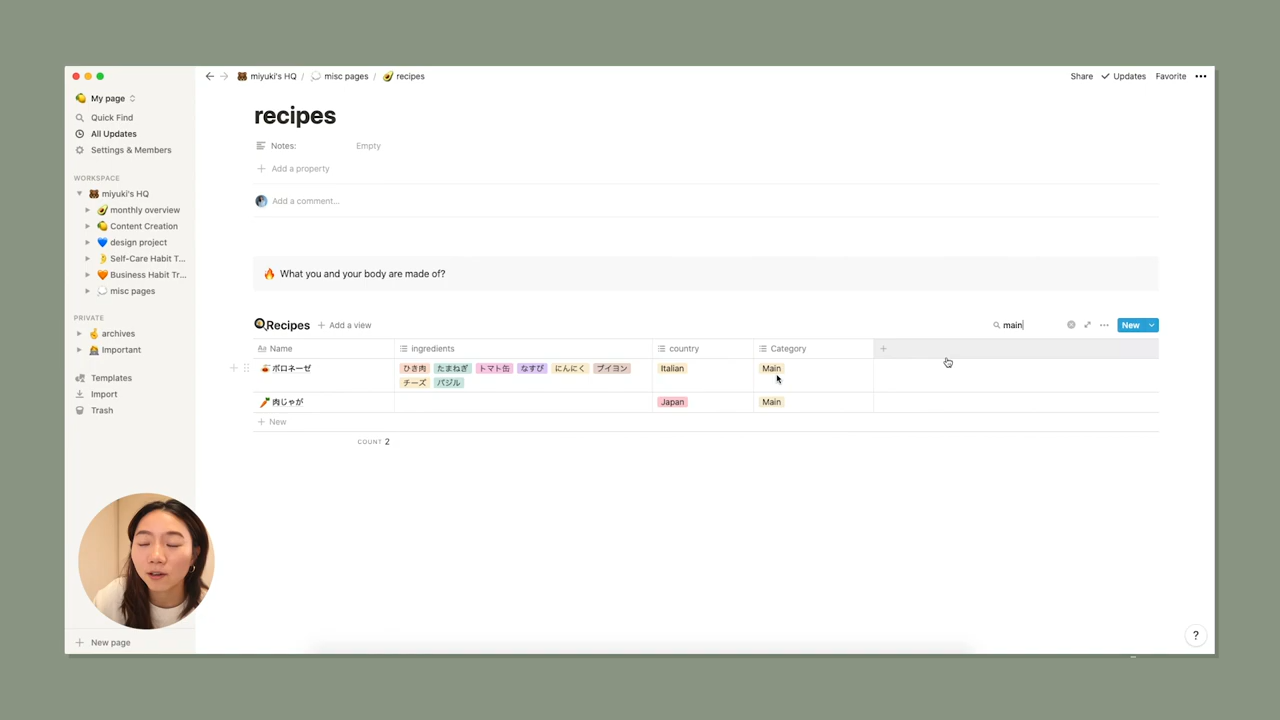 miyuki's HQ / misc pages / recipes
Share Updates Favorite
My page
Quick Find
All Updates
Settings & Members
WORKSPACE
miyuki's HQ
monthly overview
Content Creation
design project
Self-Care Habit T...
Business Habit Tr...
misc pages
PRIVATE
archives
Important
Templates
Import
Trash
New page
recipes
Notes: Empty
Add a property
Add a comment...
What you and your body are made of?
Recipes Add a view main New
Name ingredients country Category
ボロネーゼ ひき肉 たまねぎ トマト缶 なすび にんにく ブイヨン Italian Main
チーズ バジル
肉じゃが Japan Main
New
COUNT 2
?